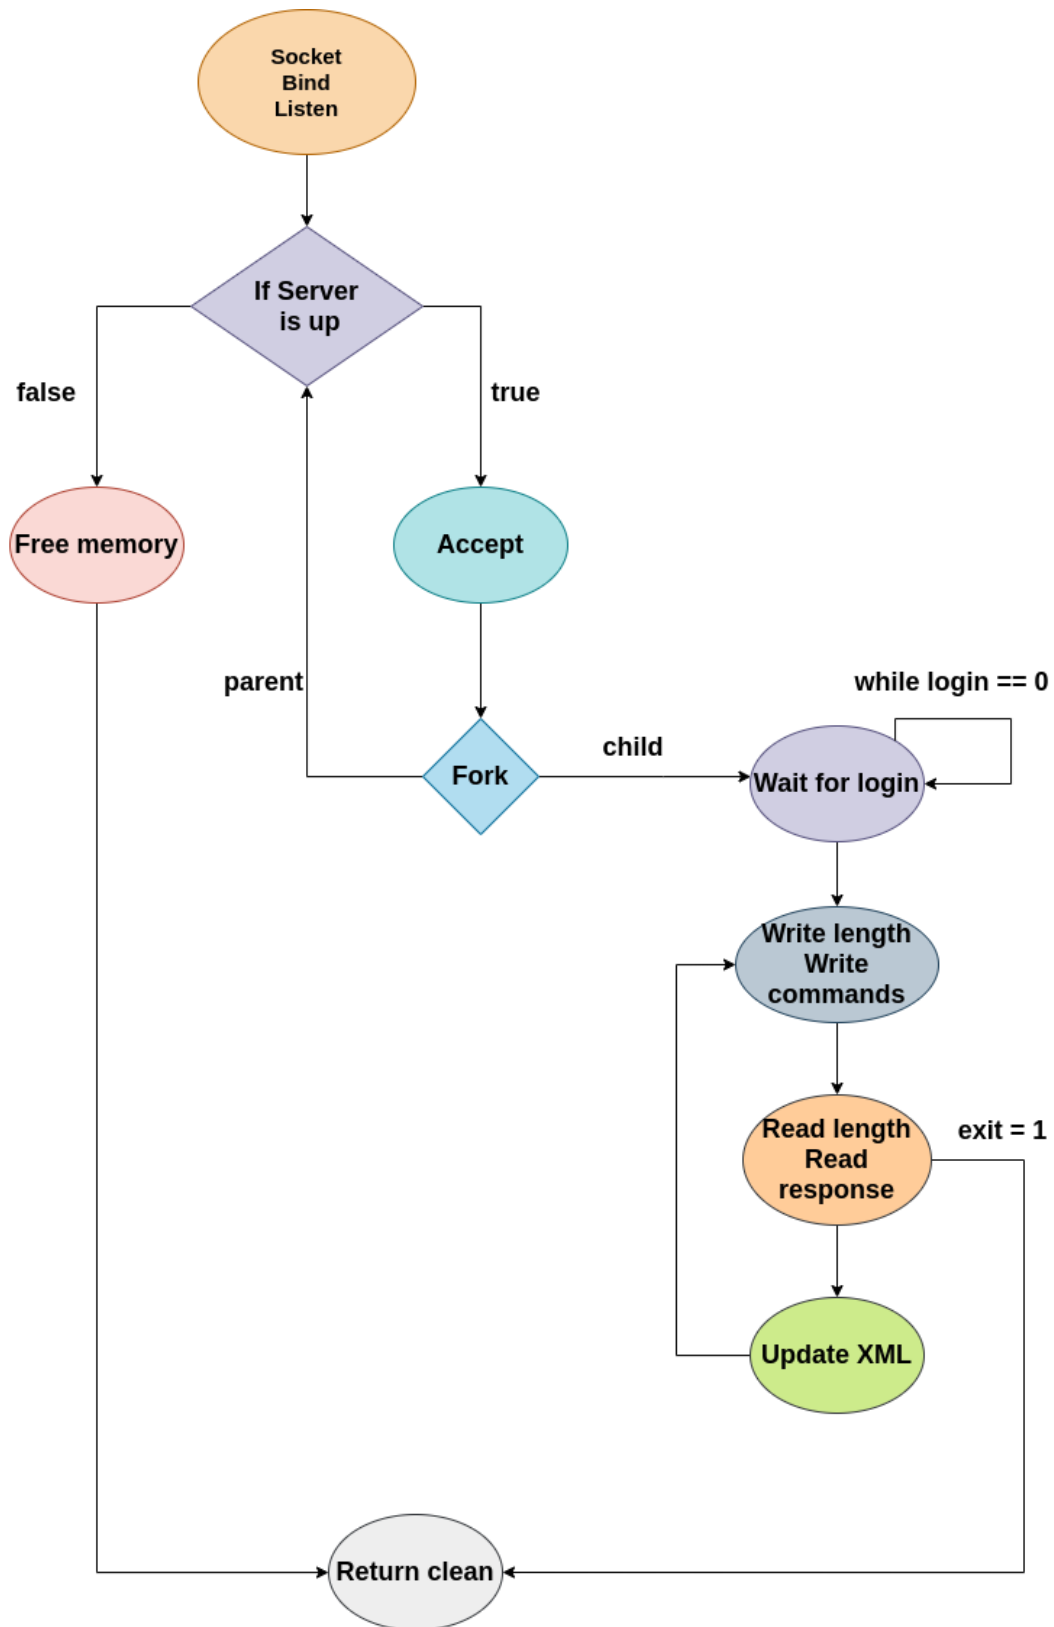 Socket
Bind
Listen
If Server
is up
false
true
Free memory
Accept
parent
while login == 0
child
Fork
Wait for login
Write length
Write
commands
Read length
Read
response
exit = 1
Update XML
Return clean